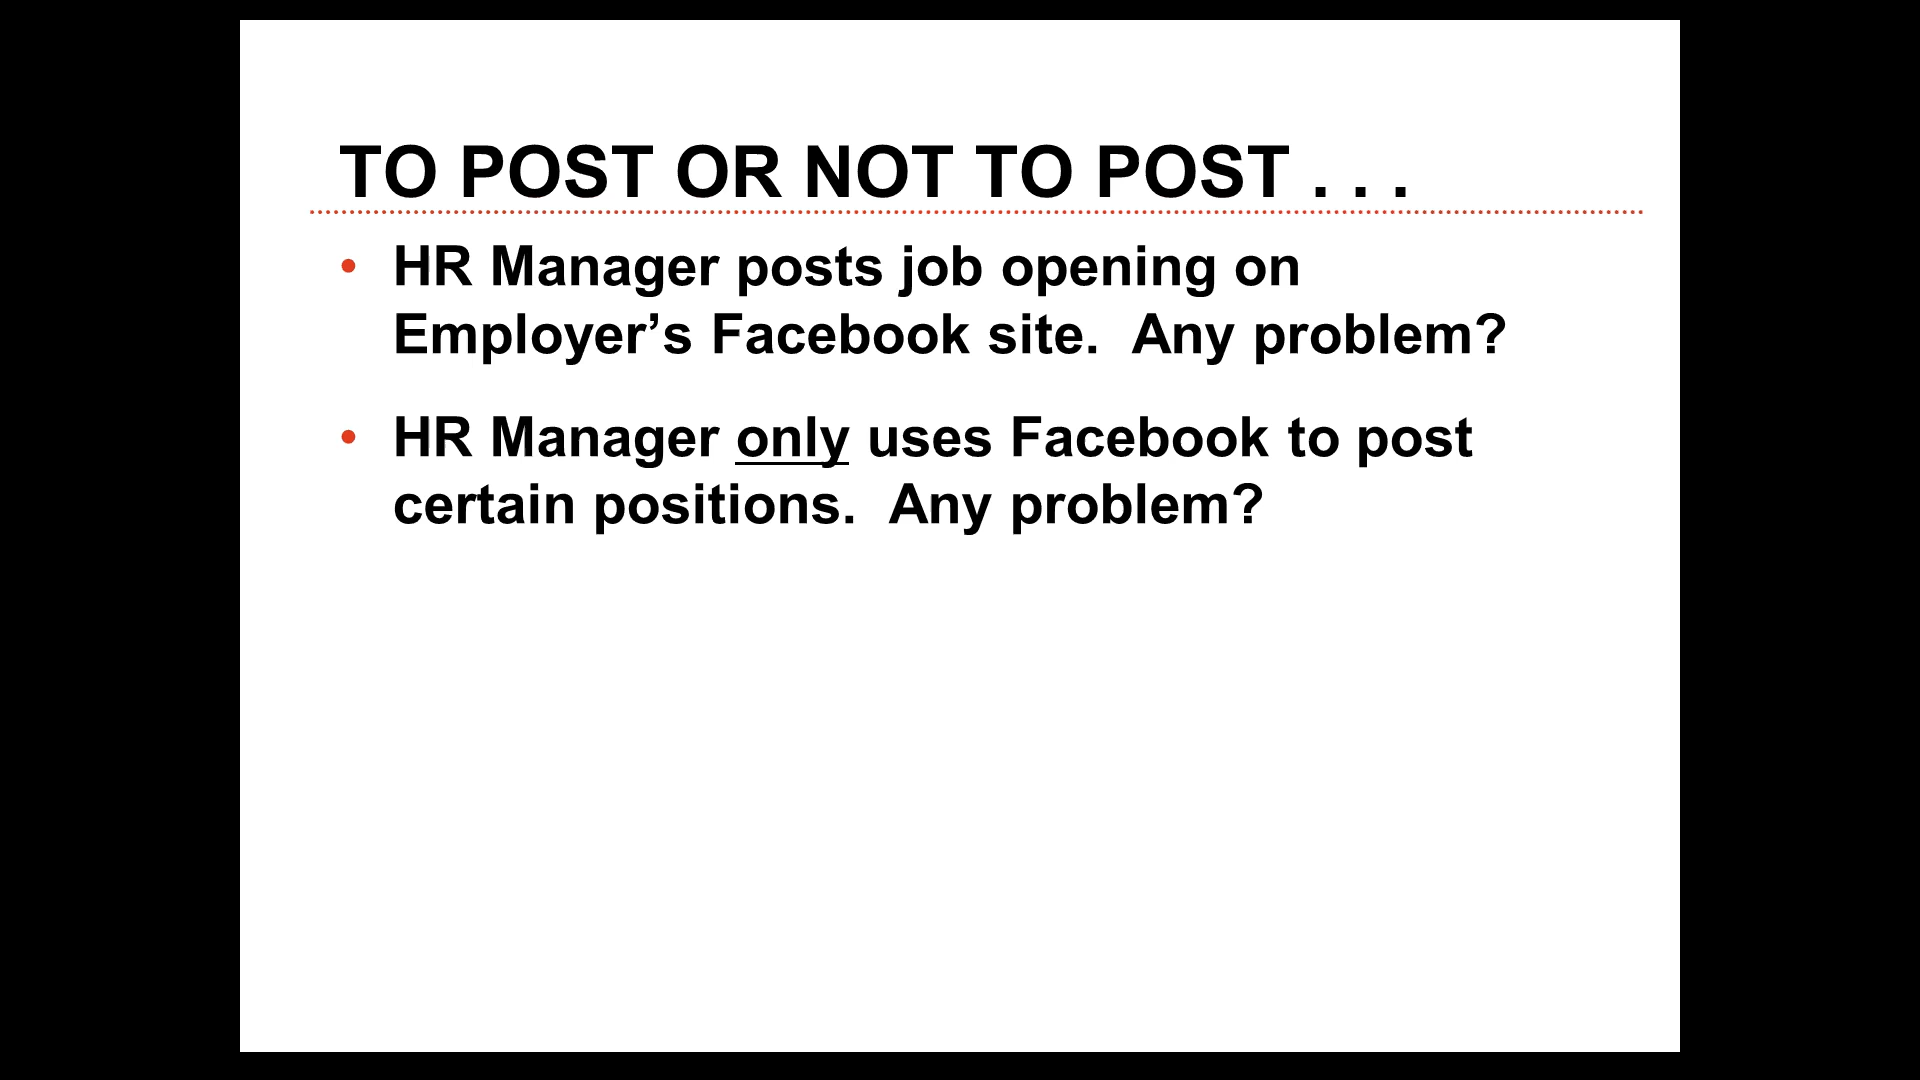 TO POST OR NOT TO POST . . .
• HR Manager posts job opening on
Employer’s Facebook site.  Any problem?
• HR Manager only uses Facebook to post
certain positions.  Any problem?